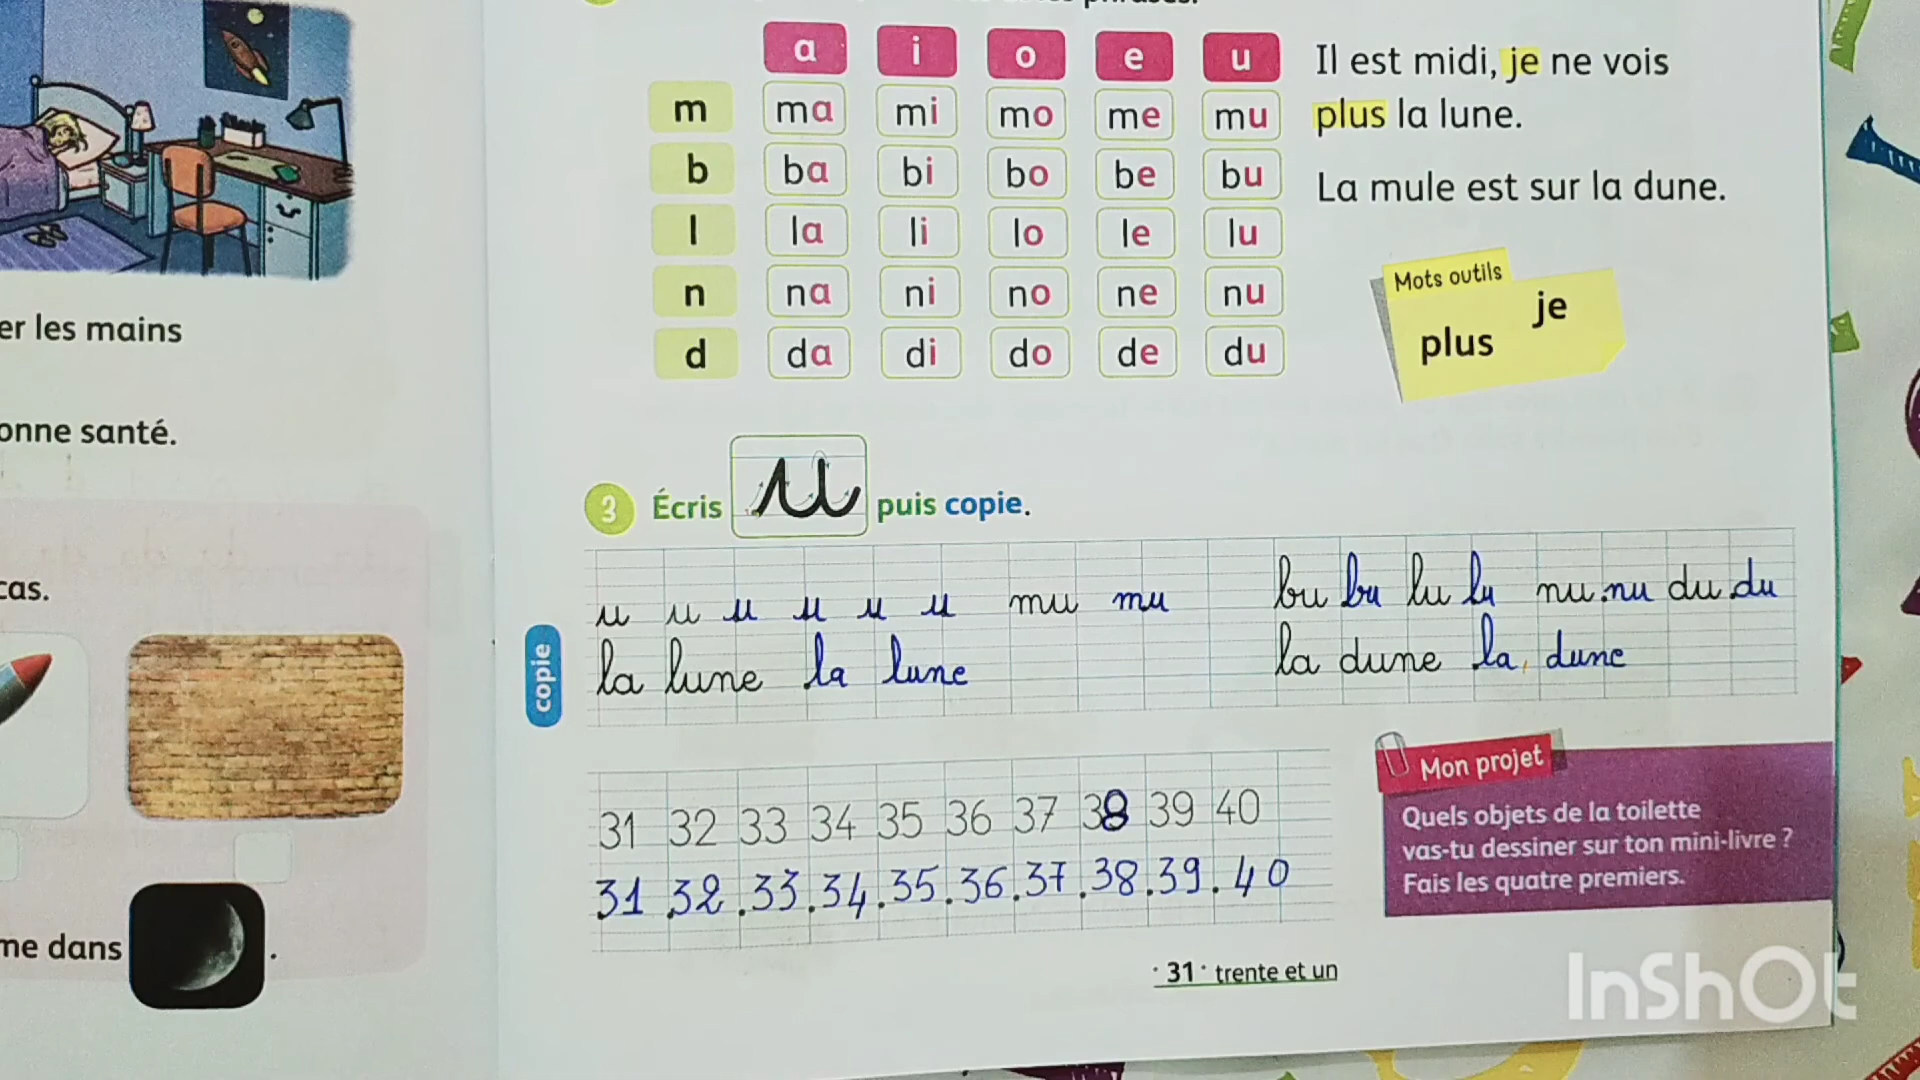 er les mains
onne santé.
cas.
me dans .
phrases.
a i o e u
m ma mi mo me mu
b ba bi bo be bu
l la li lo le lu
n na ni no ne nu
d da di do de du
Il est midi, je ne vois
plus la lune.
La mule est sur la dune.
Mots outils
je
plus
3 Écris u puis copie.
copie
u u u u u u mu mu bu bu lu lu nu nu du du
la lune la lune la dune la dune
31 32 33 34 35 36 37 38 39 40
31.32.33.34.35.36.37.38.39.40
Mon projet
Quels objets de la toilette
vas-tu dessiner sur ton mini-livre ?
Fais les quatre premiers.
· 31 · trente et un
InShOt